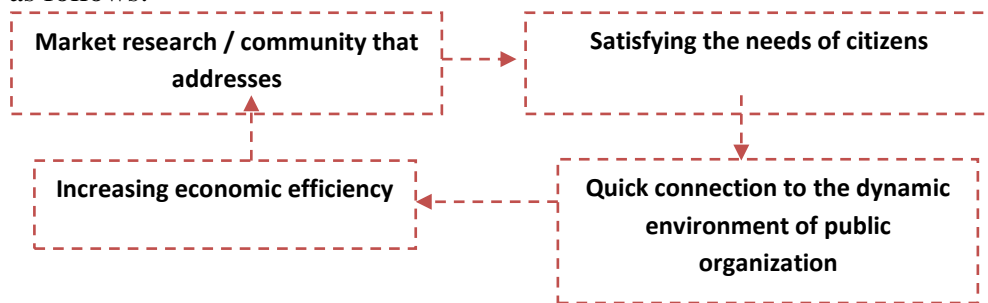 as follows:
Market research / community that
addresses
Satisfying the needs of citizens
Increasing economic efficiency
Quick connection to the dynamic
environment of public
organization